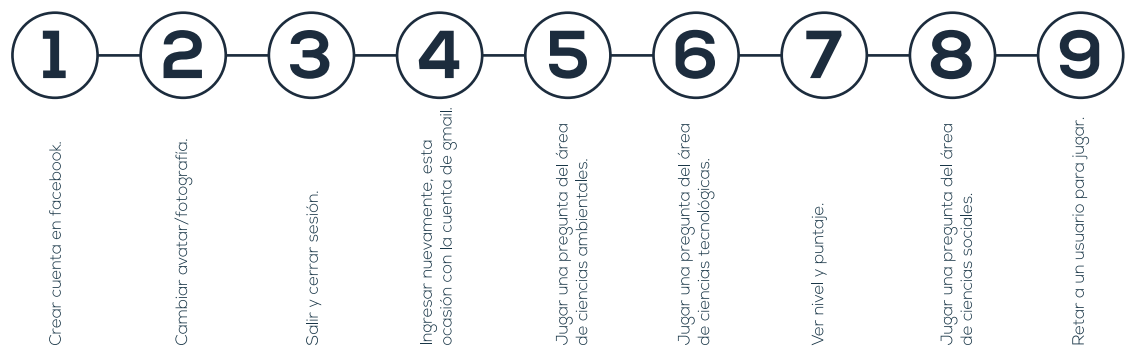 1
Crear cuenta en facebook.
2
Cambiar avatar/fotografía.
3
Salir y cerrar sesión.
4
Ingresar nuevamente, esta
ocasión con la cuenta de gmail.
5
Jugar una pregunta del área
de ciencias ambientales.
6
Jugar una pregunta del área
de ciencias tecnológicas.
7
Ver nivel y puntaje.
8
Jugar una pregunta del área
de ciencias sociales.
9
Retar a un usuario para jugar.